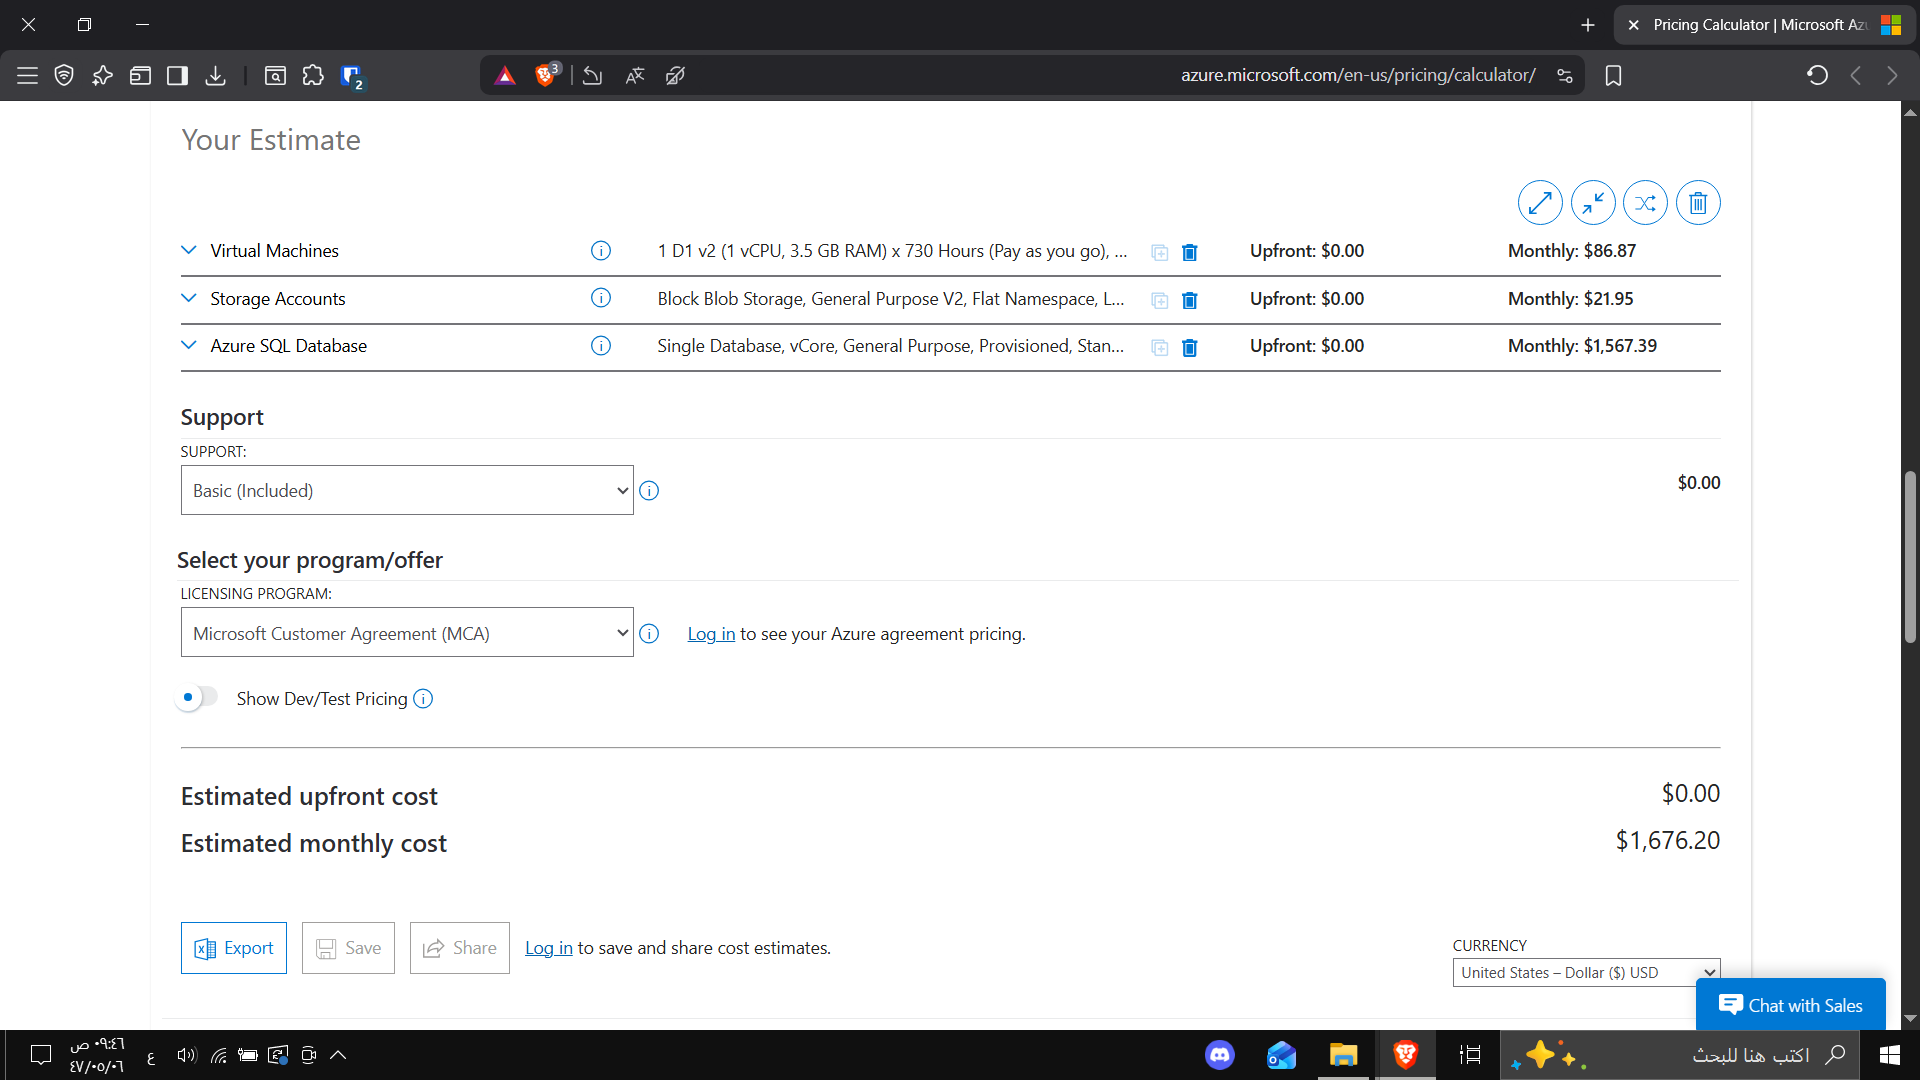 Pricing Calculator | Microsoft Azu
azure.microsoft.com/en-us/pricing/calculator/
3
2
Your Estimate
Virtual Machines
1 D1 v2 (1 vCPU, 3.5 GB RAM) x 730 Hours (Pay as you go), ...
Upfront: $0.00
Monthly: $86.87
Storage Accounts
Block Blob Storage, General Purpose V2, Flat Namespace, L...
Upfront: $0.00
Monthly: $21.95
Azure SQL Database
Single Database, vCore, General Purpose, Provisioned, Stan...
Upfront: $0.00
Monthly: $1,567.39
Support
SUPPORT:
Basic (Included)
$0.00
Select your program/offer
LICENSING PROGRAM:
Microsoft Customer Agreement (MCA)
Log in to see your Azure agreement pricing.
Show Dev/Test Pricing
Estimated upfront cost
$0.00
Estimated monthly cost
$1,676.20
Export
Save
Share
Log in to save and share cost estimates.
CURRENCY
United States – Dollar ($) USD
Chat with Sales
٠٩:٤٦ ص
٤٧/٠٥/٠٦
ع
اكتب هنا للبحث